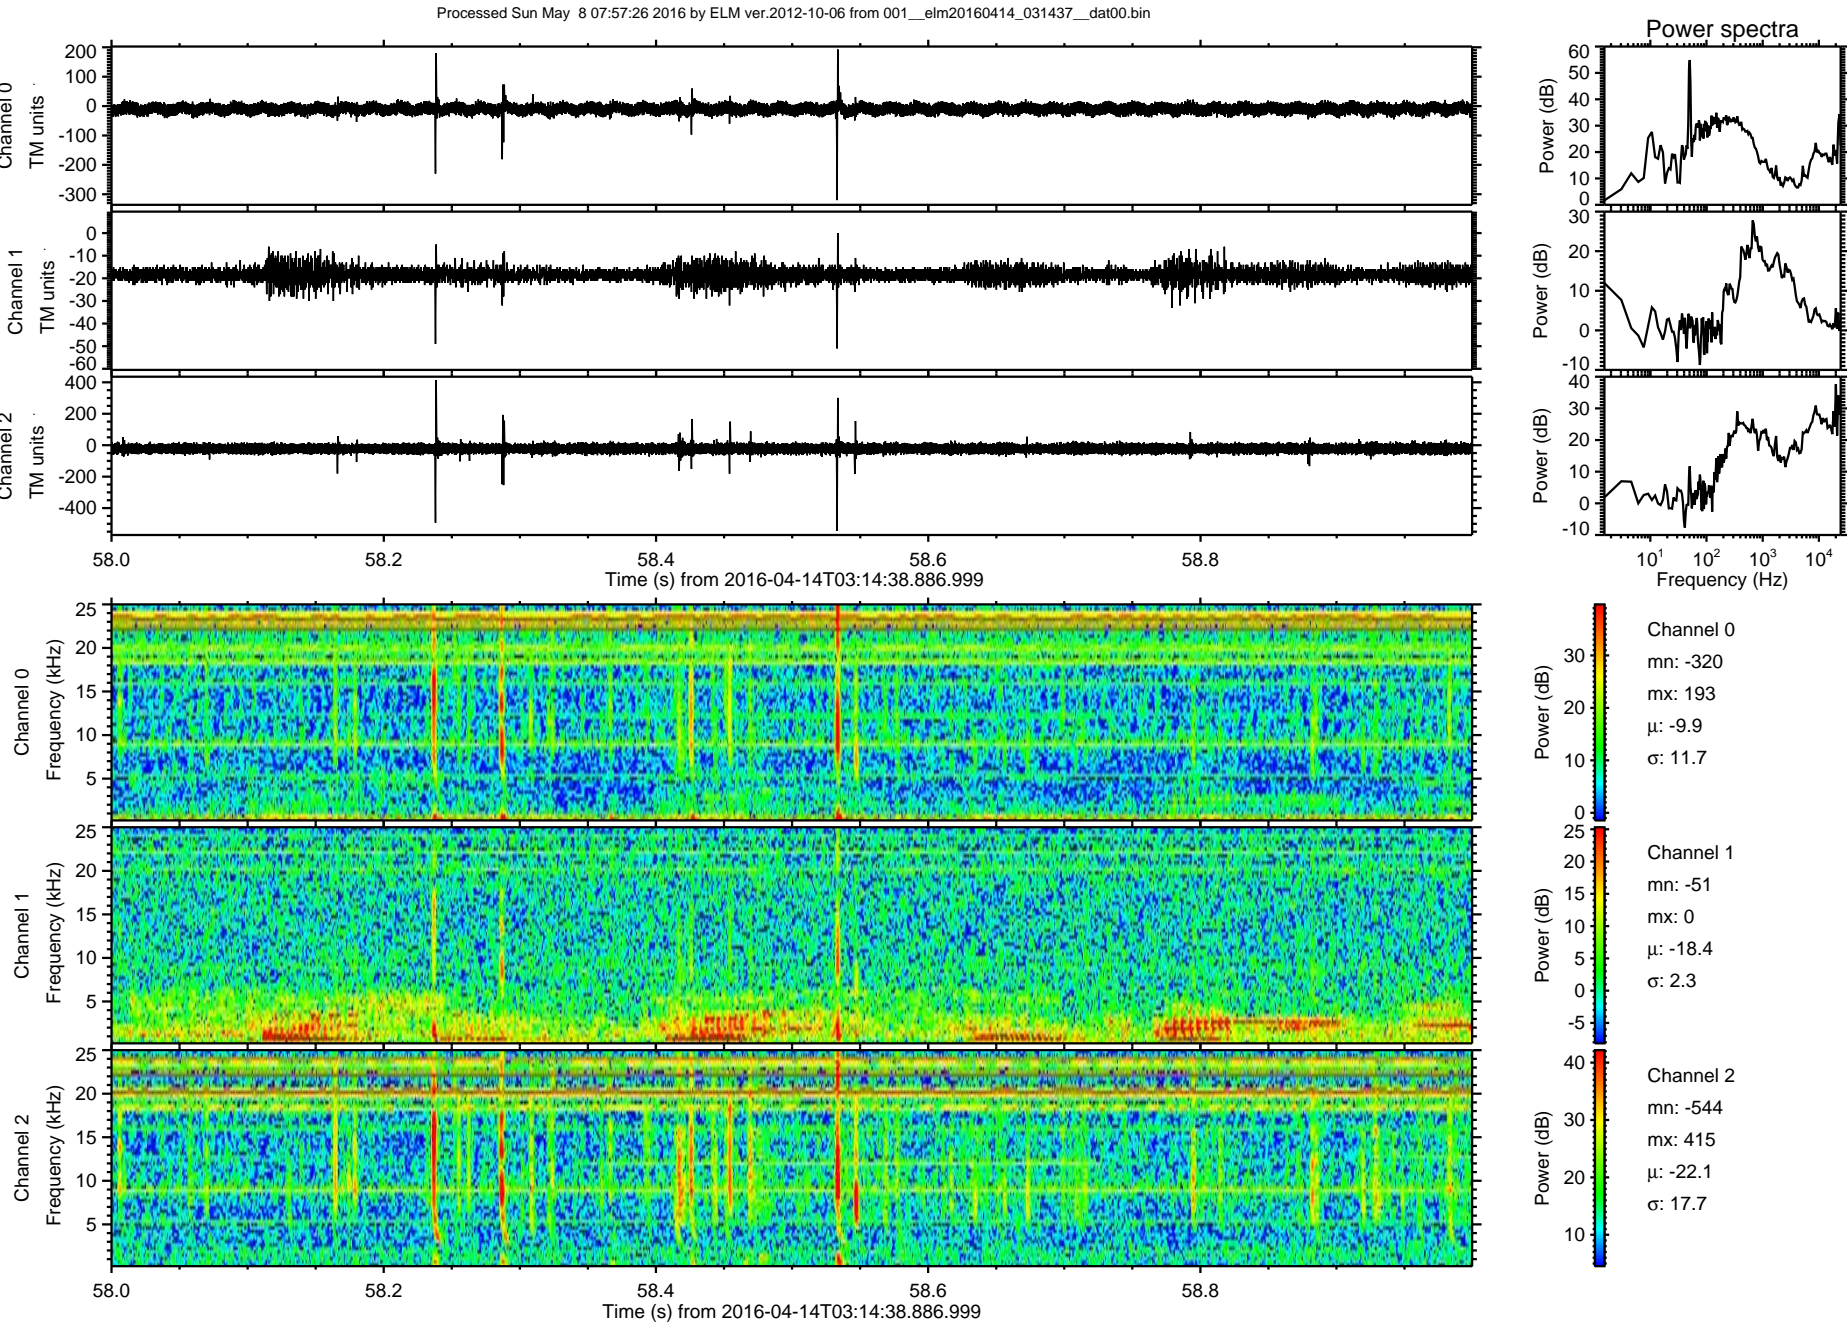 Processed Sun May  8 07:57:26 2016 by ELM ver.2012-10-06 from 001__elm20160414_031437__dat00.bin
Power spectra
Channel 0
TM units
200
100
0
-100
-200
-300
Power (dB)
60
50
40
30
20
10
0
Channel 1
TM units
0
-10
-20
-30
-40
-50
-60
Power (dB)
30
20
10
0
-10
Channel 2
TM units
400
200
0
-200
-400
Power (dB)
40
30
20
10
0
-10
58.0 58.2 58.4 58.6 58.8
Time (s) from 2016-04-14T03:14:38.886.999
10^1 10^2 10^3 10^4
Frequency (Hz)
Channel 0
Frequency (kHz)
25
20
15
10
5
Power (dB)
30
20
10
0
Channel 0
mn: -320
mx: 193
μ: -9.9
σ: 11.7
Channel 1
Frequency (kHz)
25
20
15
10
5
Power (dB)
25
20
15
10
5
0
-5
Channel 1
mn: -51
mx: 0
μ: -18.4
σ: 2.3
Channel 2
Frequency (kHz)
25
20
15
10
5
Power (dB)
40
30
20
10
Channel 2
mn: -544
mx: 415
μ: -22.1
σ: 17.7
58.0 58.2 58.4 58.6 58.8
Time (s) from 2016-04-14T03:14:38.886.999